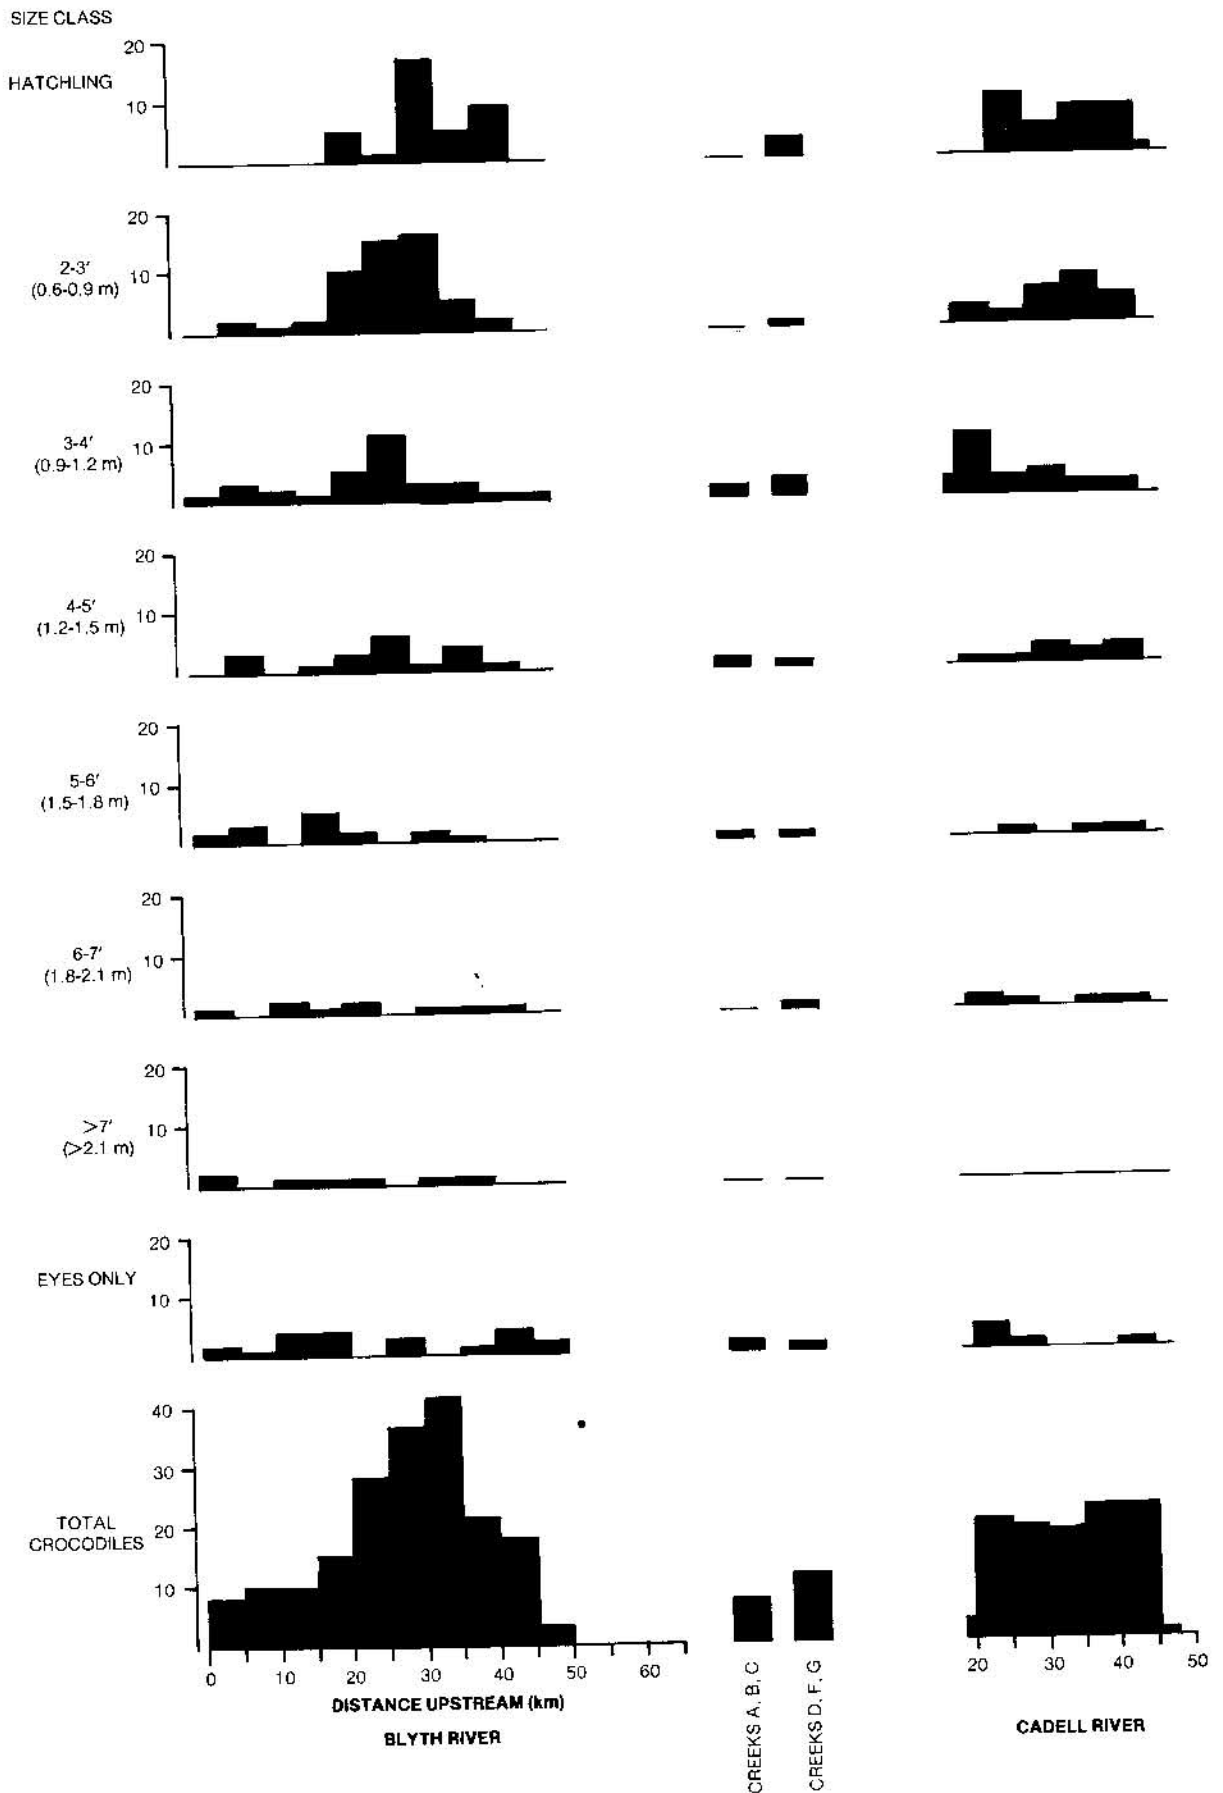 SIZE CLASS
20
HATCHLING
10
20
2-3′
10
(0.6-0.9 m)
20
3-4′
10
(0.9-1.2 m)
20
4-5′
10
(1.2-1.5 m)
20
5-6′
10
(1.5-1.8 m)
20
6-7′
10
(1.8-2.1 m)
20
>7′
10
(>2.1 m)
20
EYES ONLY
10
40
30
TOTAL
20
CROCODILES
10
0 10 20 30 40 50 60
DISTANCE UPSTREAM (km)
BLYTH RIVER
CREEKS A, B, C
CREEKS D, F, G
20 30 40 50
CADELL RIVER